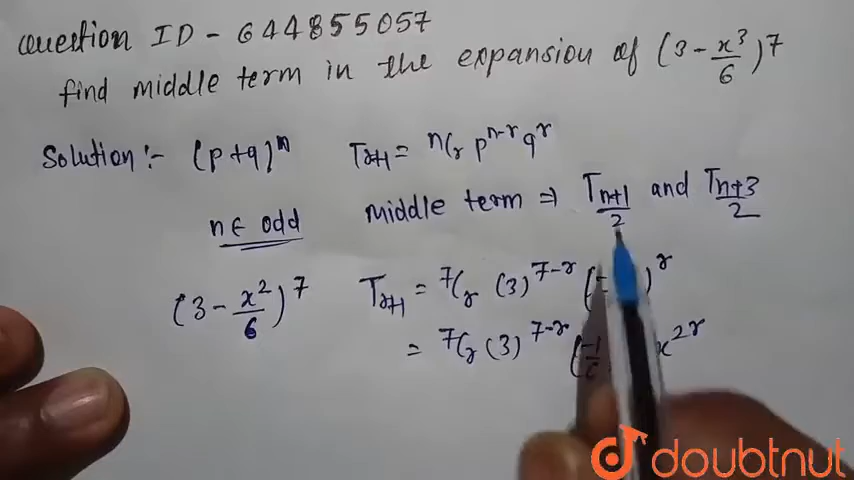 Question ID - 644855057
find middle term in the expansion of (3 - x³/6)⁷
Solution :- (p+q)ⁿ Tᵣ₊₁ = ⁿCᵣ pⁿ⁻ʳ qʳ
n ∈ odd middle term ⇒ T(n+1)/2 and T(n+3)/2
(3 - x²/6)⁷ Tᵣ₊₁ = ⁷Cᵣ (3)⁷⁻ʳ ( )ʳ
= ⁷Cᵣ (3)⁷⁻ʳ (-1 x²ʳ
doubtnut